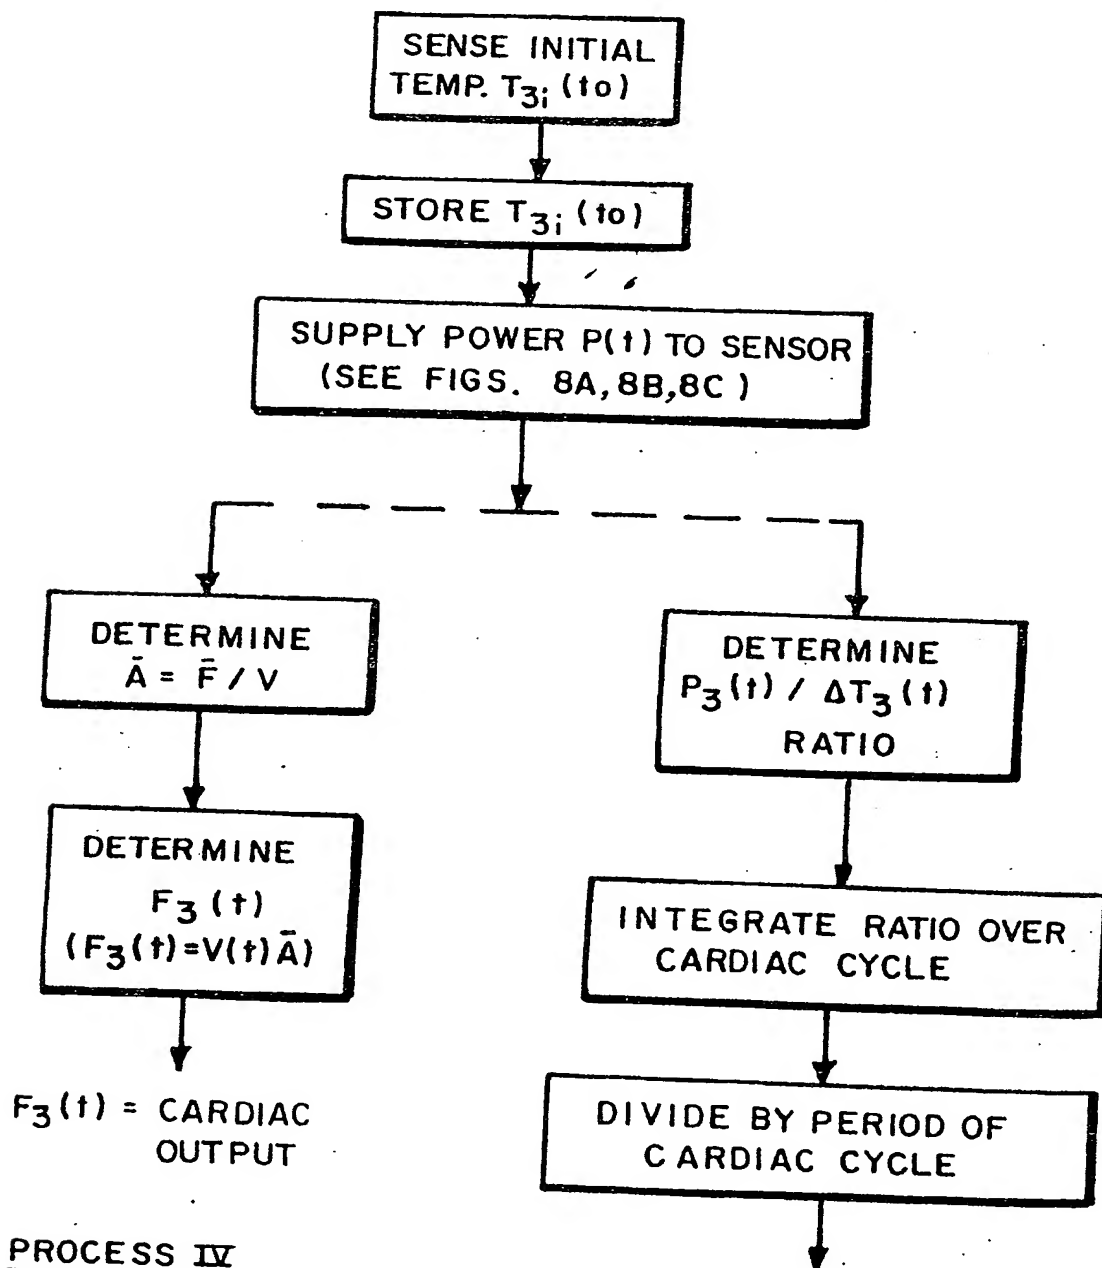 SENSE INITIAL
TEMP. T3i (to)
STORE T3i (to)
SUPPLY POWER P(t) TO SENSOR
(SEE FIGS. 8A, 8B, 8C )
DETERMINE
Ā = F̄ / V
DETERMINE
F3 (t)
(F3(t)=V(t)Ā)
F3(t) = CARDIAC
OUTPUT
DETERMINE
P3(t) / ΔT3(t)
RATIO
INTEGRATE RATIO OVER
CARDIAC CYCLE
DIVIDE BY PERIOD OF
CARDIAC CYCLE
PROCESS IV